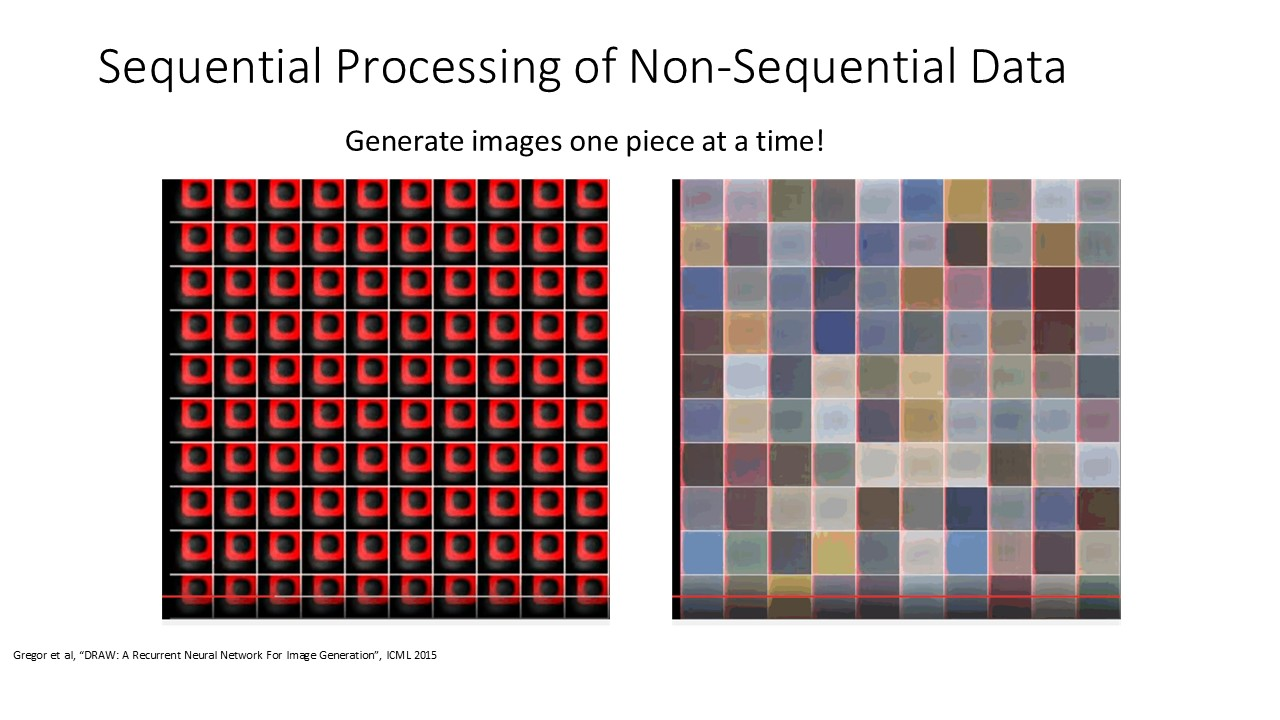 Sequential Processing of Non-Sequential Data
Generate images one piece at a time!
Gregor et al, “DRAW: A Recurrent Neural Network For Image Generation”, ICML 2015